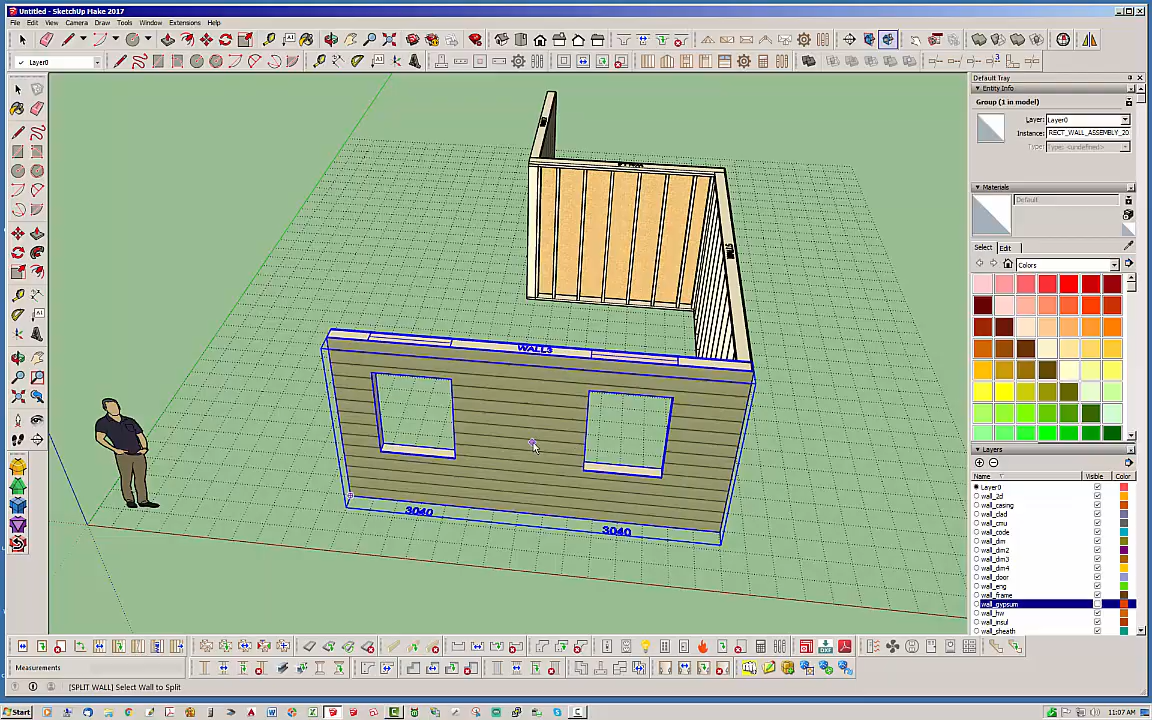 Untitled - SketchUp Make 2017
File Edit View Camera Draw Tools Window Extensions Help
Layer0
Default Tray
Entity Info
Group (1 in model)
Layer: Layer0
Instance: RECT_WALL_ASSEMBLY_20
Type: Type: <undefined>
Materials
Default
Select Edit
Colors
WALL3
3040
3040
Layers
Name Visible Color
Layer0
wall_2d
wall_casing
wall_clad
wall_cmu
wall_code
wall_dim
wall_dim2
wall_dim3
wall_dim4
wall_door
wall_eng
wall_frame
wall_gypsum
wall_hw
wall_insul
wall_sheath
Measurements
[SPLIT WALL] Select Wall to Split
Start
11:07 AM